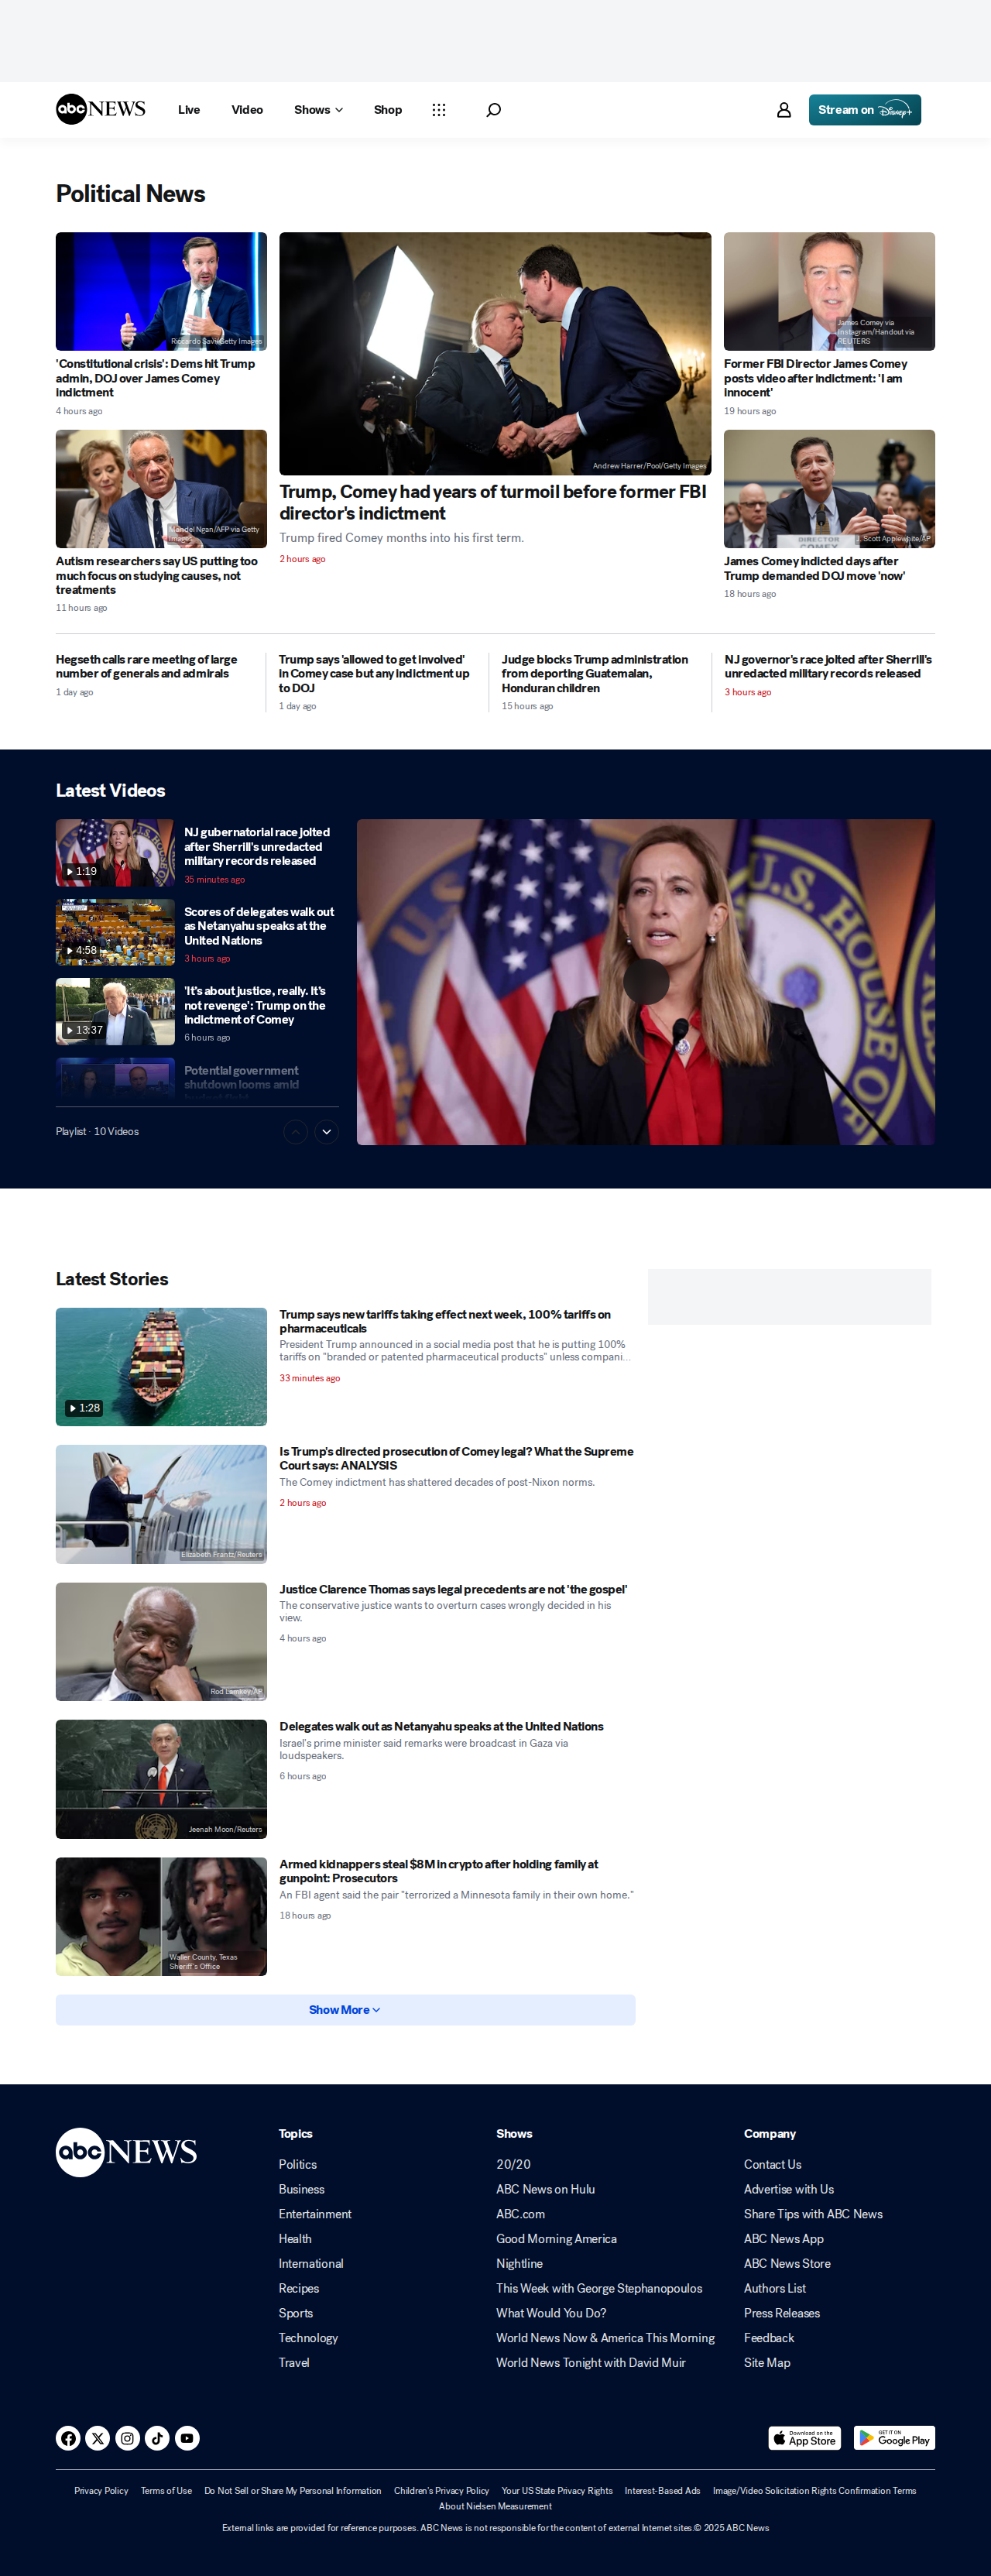 abc NEWS
Live
Video
Shows
Shop
Stream on Disney+
Political News
Riccardo Savi/Getty Images
'Constitutional crisis': Dems hit Trump
admin, DOJ over James Comey
indictment
4 hours ago
Mandel Ngan/AFP via Getty
Images
Autism researchers say US putting too
much focus on studying causes, not
treatments
11 hours ago
Andrew Harrer/Pool/Getty Images
Trump, Comey had years of turmoil before former FBI
director's indictment
Trump fired Comey months into his first term.
2 hours ago
James Comey via
Instagram/Handout via
REUTERS
Former FBI Director James Comey
posts video after indictment: 'I am
innocent'
19 hours ago
DIRECTOR
COMEY
J. Scott Applewhite/AP
James Comey indicted days after
Trump demanded DOJ move 'now'
18 hours ago
Hegseth calls rare meeting of large
number of generals and admirals
1 day ago
Trump says 'allowed to get involved'
in Comey case but any indictment up
to DOJ
1 day ago
Judge blocks Trump administration
from deporting Guatemalan,
Honduran children
15 hours ago
NJ governor's race jolted after Sherrill's
unredacted military records released
3 hours ago
Latest Videos
1:19
NJ gubernatorial race jolted
after Sherrill's unredacted
military records released
35 minutes ago
4:58
Scores of delegates walk out
as Netanyahu speaks at the
United Nations
3 hours ago
13:37
'It's about justice, really. It's
not revenge': Trump on the
indictment of Comey
6 hours ago
Potential government
shutdown looms amid
Playlist · 10 Videos
U.S. HOUSE OF
Latest Stories
1:28
Trump says new tariffs taking effect next week, 100% tariffs on
pharmaceuticals
President Trump announced in a social media post that he is putting 100%
tariffs on "branded or patented pharmaceutical products" unless compani...
33 minutes ago
Elizabeth Frantz/Reuters
Is Trump's directed prosecution of Comey legal? What the Supreme
Court says: ANALYSIS
The Comey indictment has shattered decades of post-Nixon norms.
2 hours ago
Rod Lamkey/AP
Justice Clarence Thomas says legal precedents are not 'the gospel'
The conservative justice wants to overturn cases wrongly decided in his
view.
4 hours ago
Jeenah Moon/Reuters
Delegates walk out as Netanyahu speaks at the United Nations
Israel's prime minister said remarks were broadcast in Gaza via
loudspeakers.
6 hours ago
Waller County, Texas
Sheriff's Office
Armed kidnappers steal $8M in crypto after holding family at
gunpoint: Prosecutors
An FBI agent said the pair "terrorized a Minnesota family in their own home."
18 hours ago
Show More
abc NEWS
Topics
Politics
Business
Entertainment
Health
International
Recipes
Sports
Technology
Travel
Shows
20/20
ABC News on Hulu
ABC.com
Good Morning America
Nightline
This Week with George Stephanopoulos
What Would You Do?
World News Now & America This Morning
World News Tonight with David Muir
Company
Contact Us
Advertise with Us
Share Tips with ABC News
ABC News App
ABC News Store
Authors List
Press Releases
Feedback
Site Map
Download on the
App Store
GET IT ON
Google Play
Privacy Policy
Terms of Use
Do Not Sell or Share My Personal Information
Children's Privacy Policy
Your US State Privacy Rights
Interest-Based Ads
Image/Video Solicitation Rights Confirmation Terms
About Nielsen Measurement
External links are provided for reference purposes. ABC News is not responsible for the content of external Internet sites.© 2025 ABC News